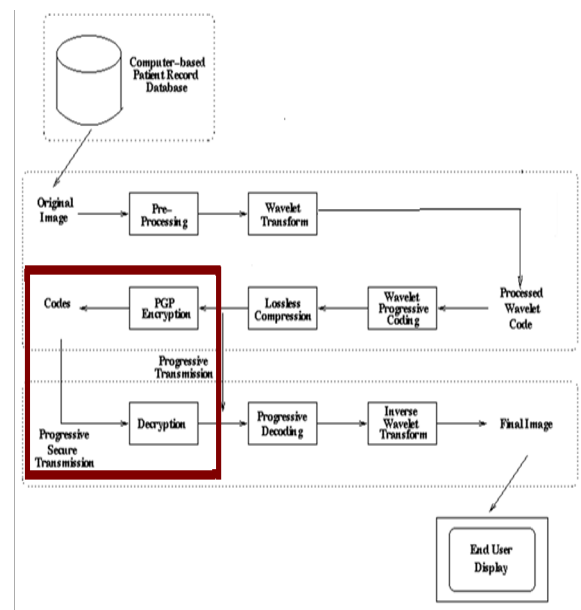 Computer-based
Patient Record
Database
Original
Image
Pre-
Processing
Wavelet
Transform
Codes
PGP
Encryption
Lossless
Compression
Wavelet
Progressive
Coding
Processed
Wavelet
Code
Progressive
Transmission
Progressive
Secure
Transmission
Decryption
Progressive
Decoding
Inverse
Wavelet
Transform
Final Image
End User
Display